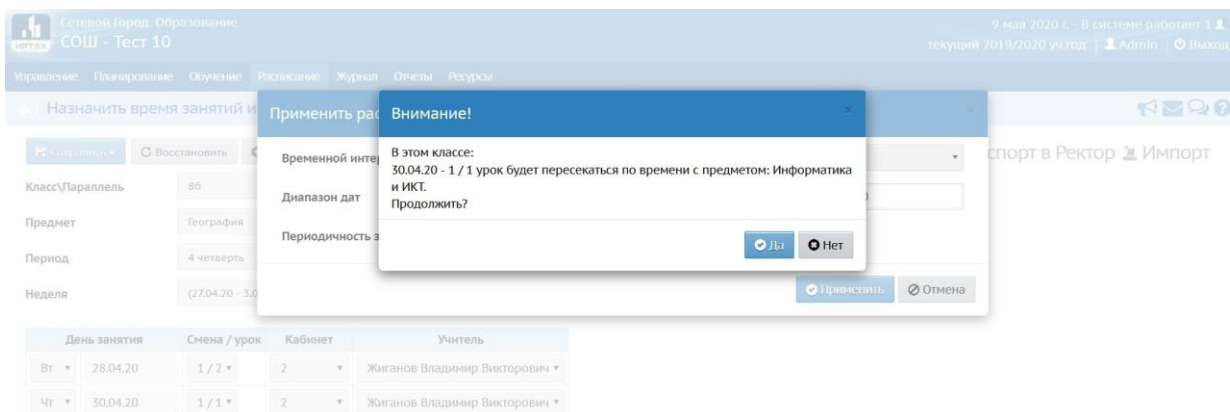 Сетевой Город. Образование
СОШ - Тест 10
ИРТех
9 мая 2020 г. - В системе работает 1
текущий 2019/2020 уч.год | Admin Выход
Управление Планирование Обучение Расписание Журнал Отчеты Ресурсы
Назначить время занятий и
Применить рас
Внимание!
В этом классе:
30.04.20 - 1 / 1 урок будет пересекаться по времени с предметом: Информатика
и ИКТ.
Продолжить?
Да Нет
Сохранить Восстановить
спорт в Ректор Импорт
Временной интер
Диапазон дат
Периодичность з
Применить Отмена
Класс\Параллель 8б
Предмет География
Период 4 четверть
Неделя (27.04.20 - 3.0
День занятия Смена / урок Кабинет Учитель
Вт 28.04.20 1 / 2 2 Жиганов Владимир Викторович
Чт 30.04.20 1 / 1 2 Жиганов Владимир Викторович